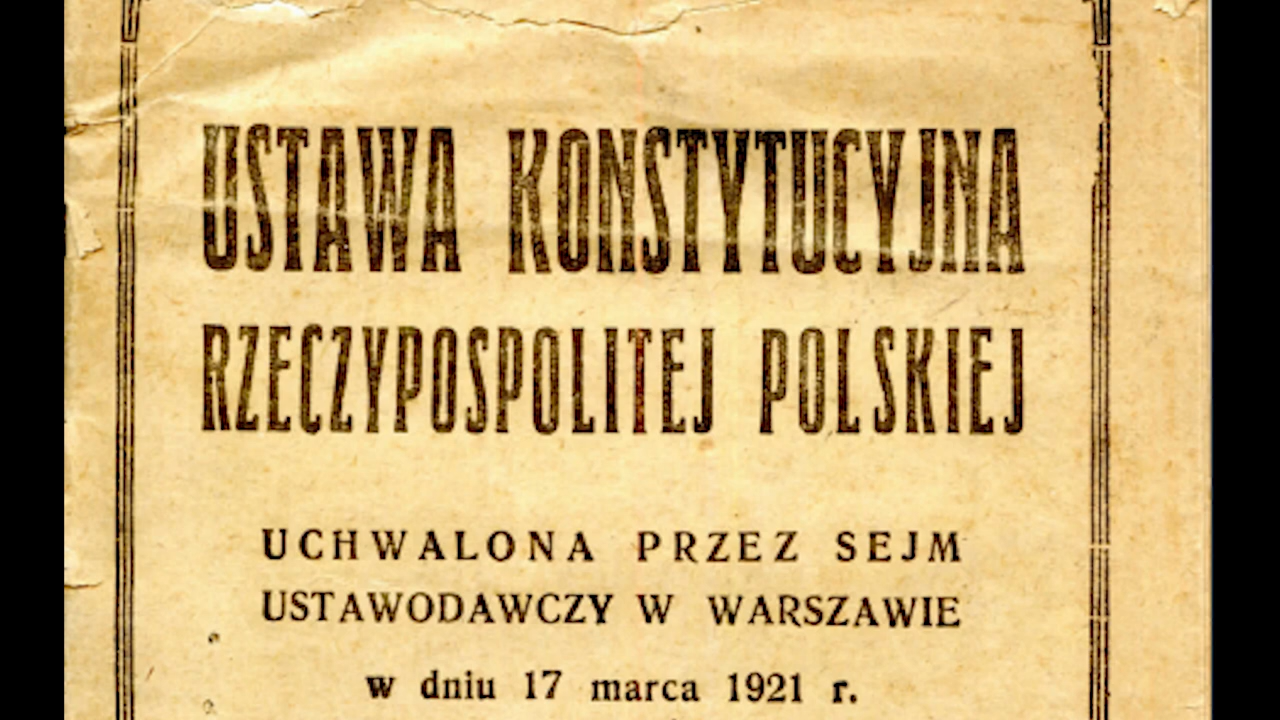 USTAWA KONSTYTUCYJNA
RZECZYPOSPOLITEJ POLSKIEJ
UCHWALONA PRZEZ SEJM
USTAWODAWCZY W WARSZAWIE
w dniu 17 marca 1921 r.